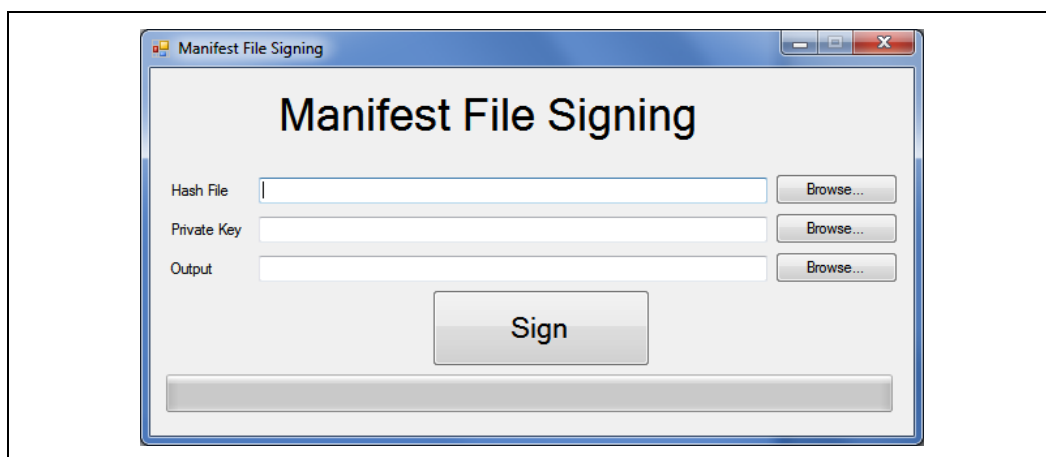 Manifest File Signing
Manifest File Signing
Hash File
Browse...
Private Key
Browse...
Output
Browse...
Sign